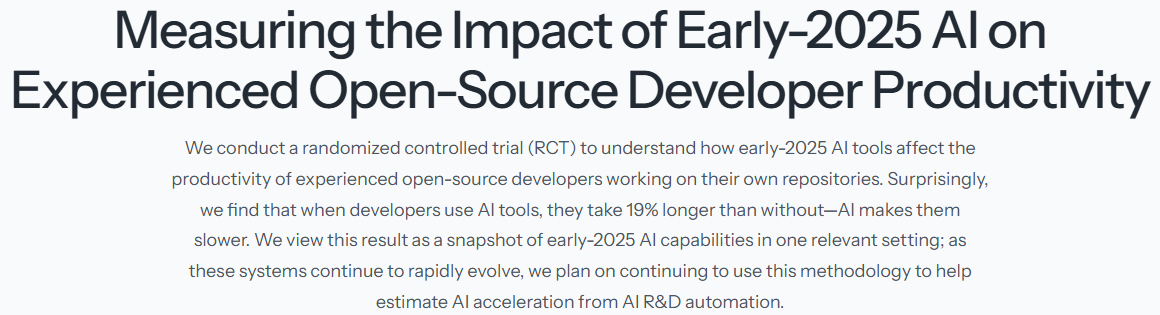 Measuring the Impact of Early-2025 AI on
Experienced Open-Source Developer Productivity
We conduct a randomized controlled trial (RCT) to understand how early-2025 AI tools affect the
productivity of experienced open-source developers working on their own repositories. Surprisingly,
we find that when developers use AI tools, they take 19% longer than without—AI makes them
slower. We view this result as a snapshot of early-2025 AI capabilities in one relevant setting; as
these systems continue to rapidly evolve, we plan on continuing to use this methodology to help
estimate AI acceleration from AI R&D automation.